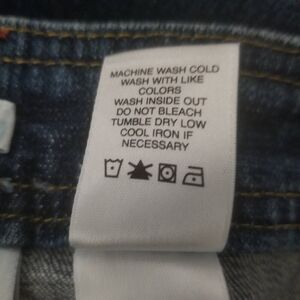 MACHINE WASH COLD
WASH WITH LIKE
COLORS
WASH INSIDE OUT
DO NOT BLEACH
TUMBLE DRY LOW
COOL IRON IF
NECESSARY